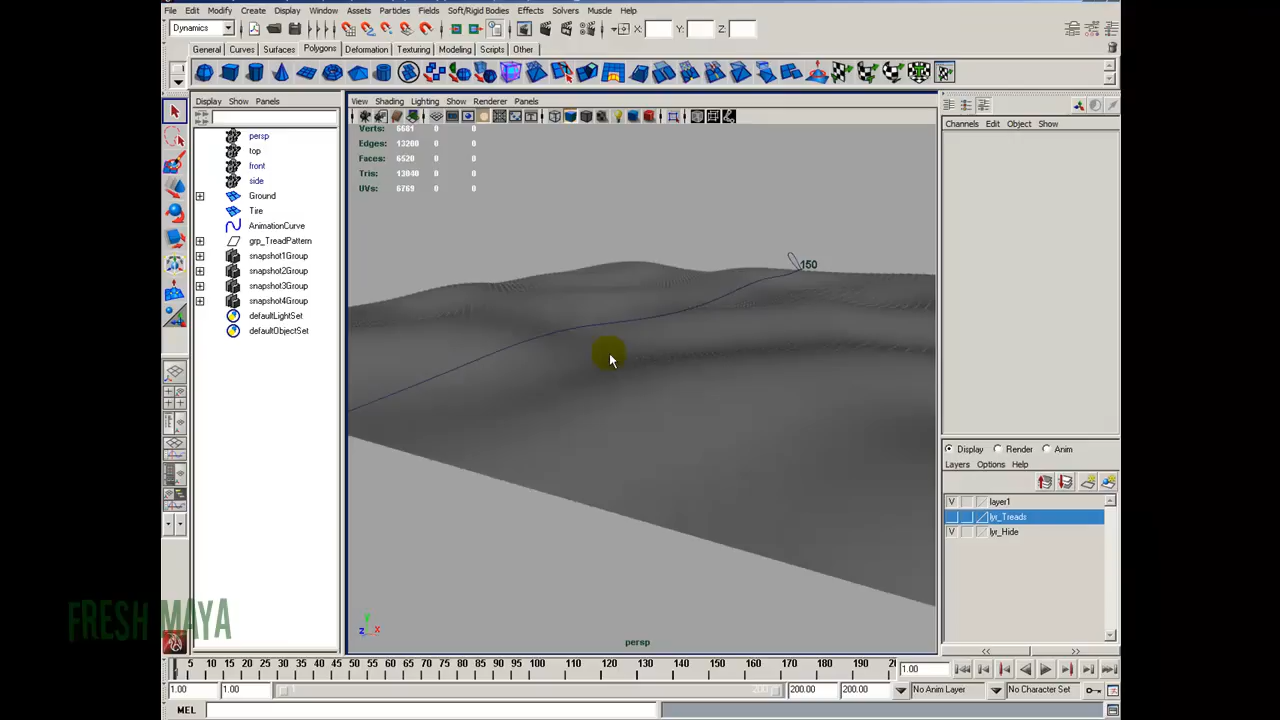 File Edit Modify Create Display Window Assets Particles Fields Soft/Rigid Bodies Effects Solvers Muscle Help
Dynamics X: Y: Z:
General Curves Surfaces Polygons Deformation Texturing Modeling Scripts Other
Display Show Panels
View Shading Lighting Show Renderer Panels
Channels Edit Object Show
persp
top
front
side
Ground
Tire
AnimationCurve
grp_TreadPattern
snapshot1Group
snapshot2Group
snapshot3Group
snapshot4Group
defaultLightSet
defaultObjectSet
Verts: 6681 0 0
Edges: 13200 0 0
Faces: 6520 0 0
Tris: 13040 0 0
UVs: 6769 0 0
150
persp
Display Render Anim
Layers Options Help
V layer1
lyr_Treads
V lyr_Hide
FRESH MAYA
5 10 15 20 25 30 35 40 45 50 55 60 65 70 75 80 85 90 95 100 110 120 130 140 150 160 170 180 190 2
1.00
1.00 1.00 200 200.00 200.00 No Anim Layer No Character Set
MEL